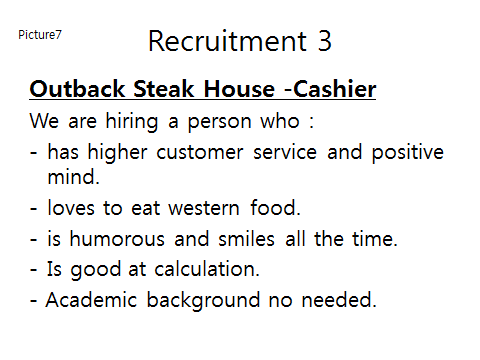 Picture7
Recruitment 3
Outback Steak House -Cashier
We are hiring a person who :
- has higher customer service and positive
mind.
- loves to eat western food.
- is humorous and smiles all the time.
- Is good at calculation.
- Academic background no needed.